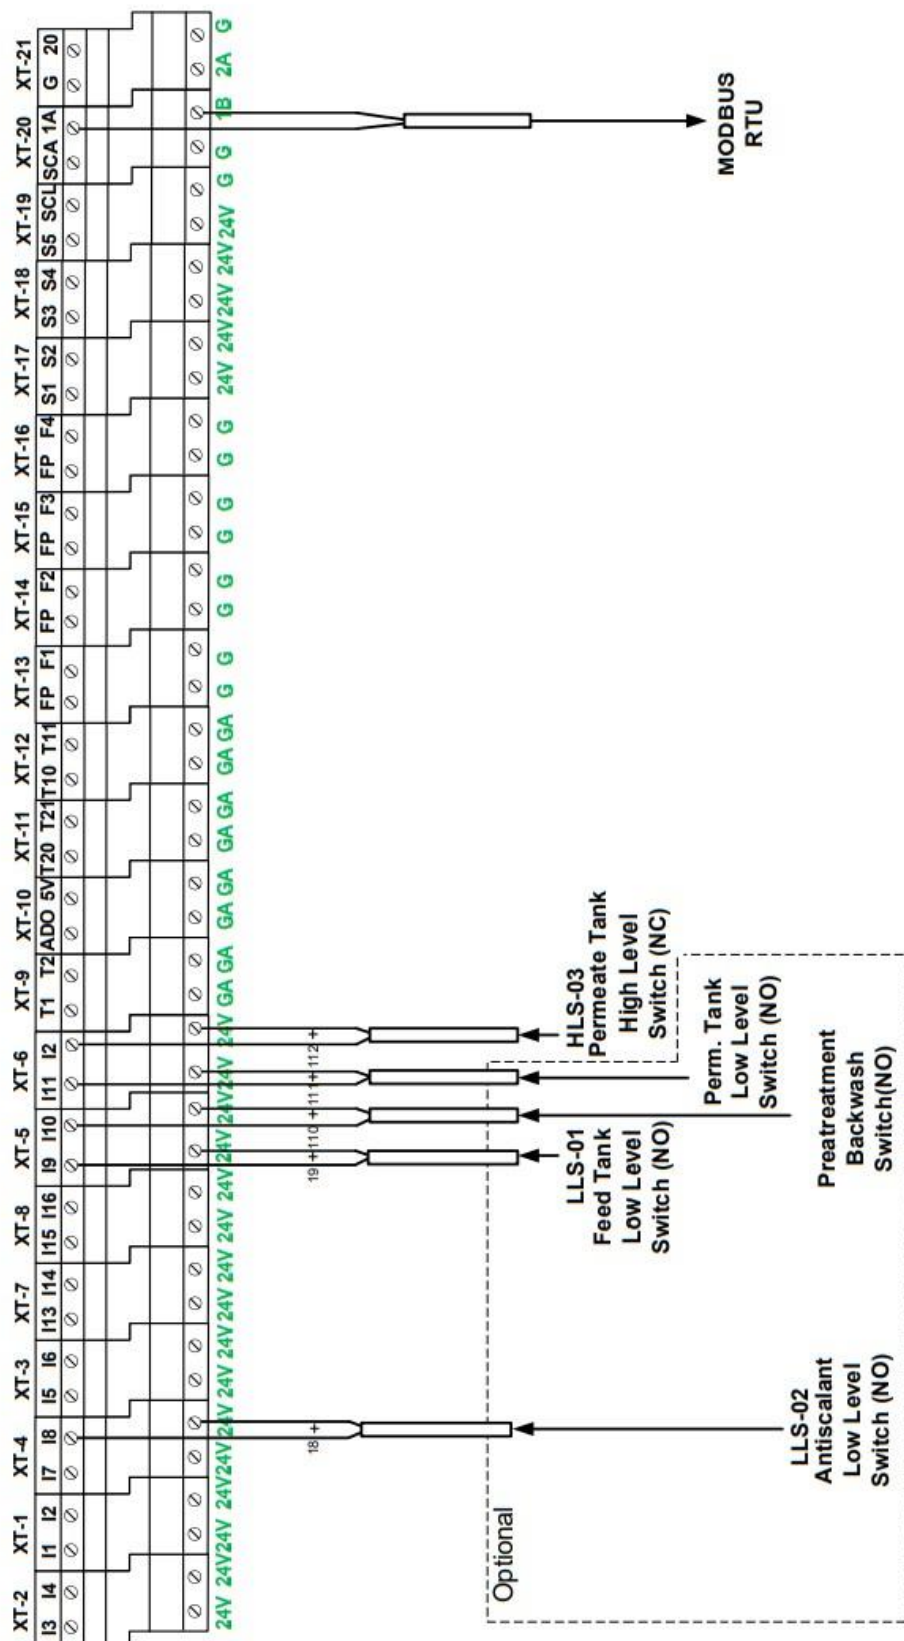 XT-2 XT-1 XT-4 XT-3 XT-7 XT-8 XT-5 XT-6 XT-9 XT-10 XT-11 XT-12 XT-13 XT-14 XT-15 XT-16 XT-17 XT-18 XT-19 XT-20 XT-21
I3 I4 I1 I2 I7 I8 I5 I6 I13 I14 I15 I16 I9 I10 I11 I2 T1 T2 ADO 5V T20 T21 T10 T11 FP F1 FP F2 FP F3 FP F4 S1 S2 S3 S4 S5 SCL SCA 1A G 20
24V 24V 24V 24V 24V 24V 24V 24V 24V 24V 24V 24V 24V 24V 24V 24V GA GA GA GA GA GA GA GA G G G G G G G G 24V 24V 24V 24V 24V G G 1B 2A G
18 + 19 + 110 + 111+ 112 +
Optional
LLS-02
Antiscalant
Low Level
Switch (NO)
LLS-01
Feed Tank
Low Level
Switch (NO)
Preatreatment
Backwash
Switch(NO)
Perm. Tank
Low Level
Switch (NO)
HLS-03
Permeate Tank
High Level
Switch (NC)
MODBUS
RTU